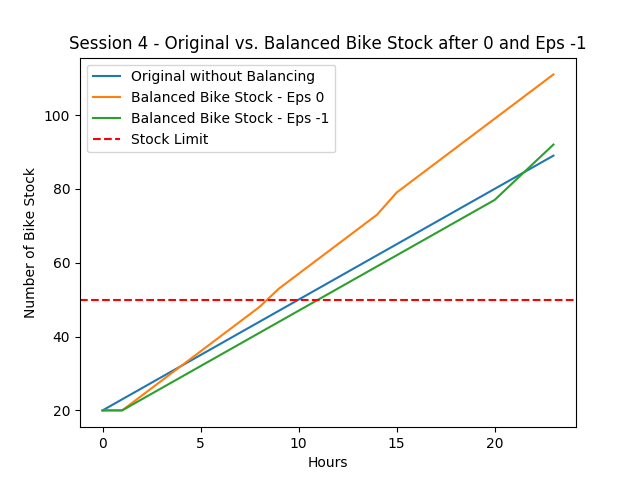 Session 4 - Original vs. Balanced Bike Stock after 0 and Eps -1
Original without Balancing
Balanced Bike Stock - Eps 0
Balanced Bike Stock - Eps -1
Stock Limit
Number of Bike Stock
100
80
60
40
20
0
5
10
15
20
Hours